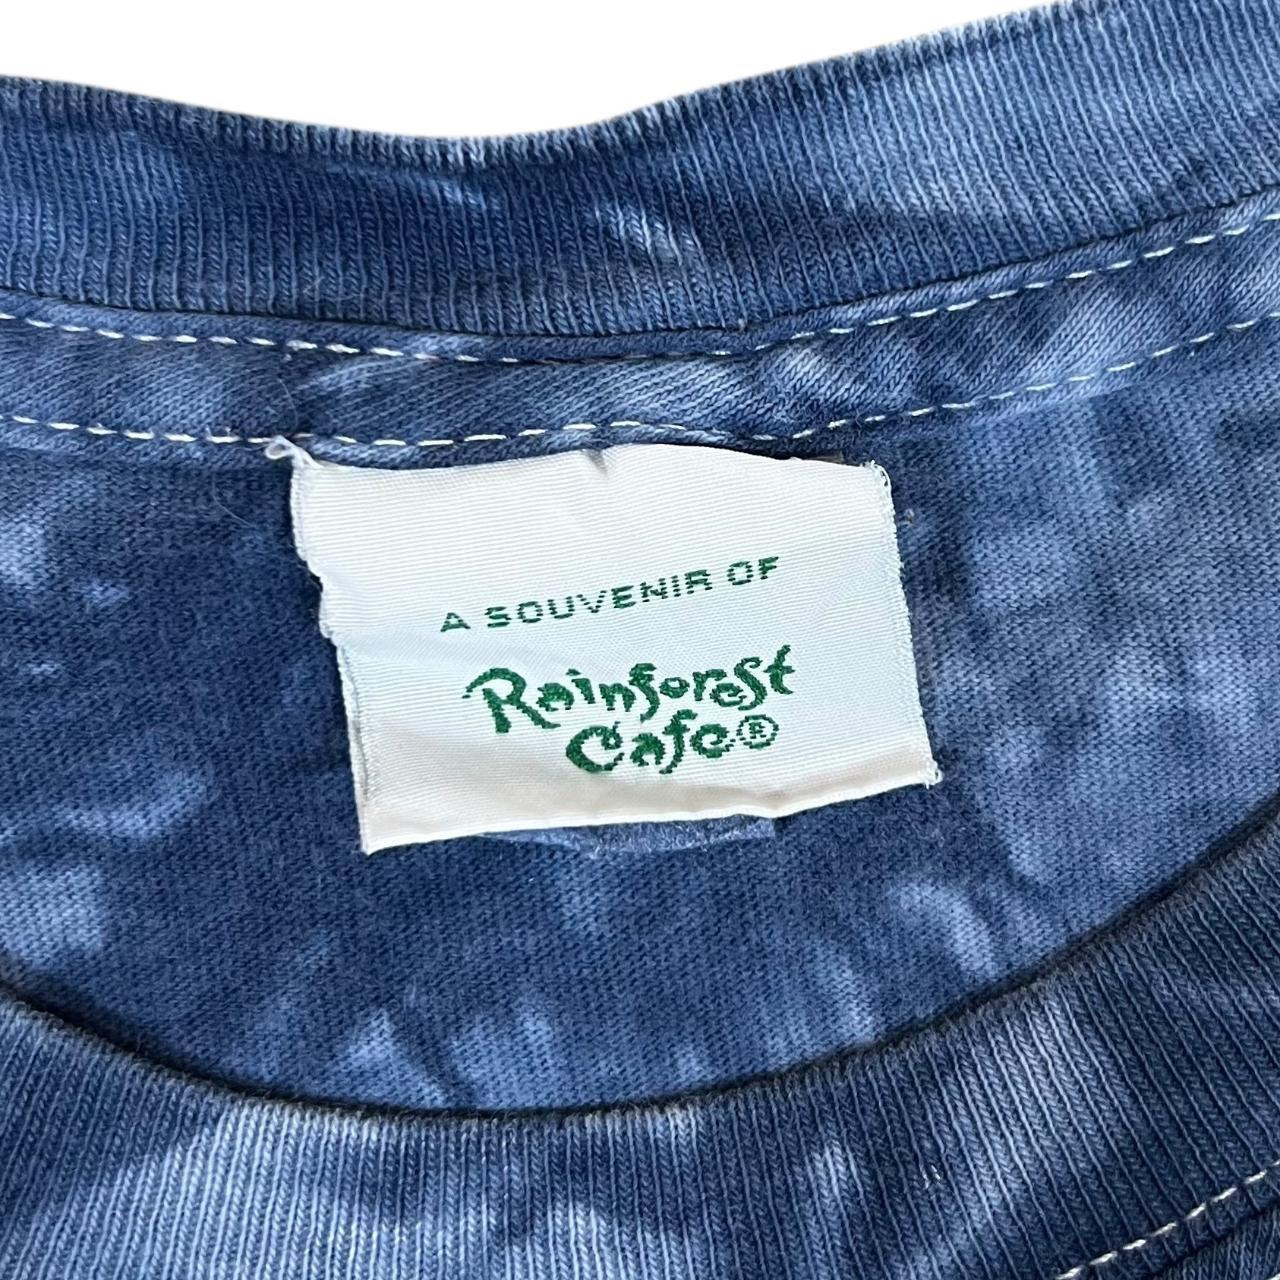 A SOUVENIR OF
Rainforest
Cafe®